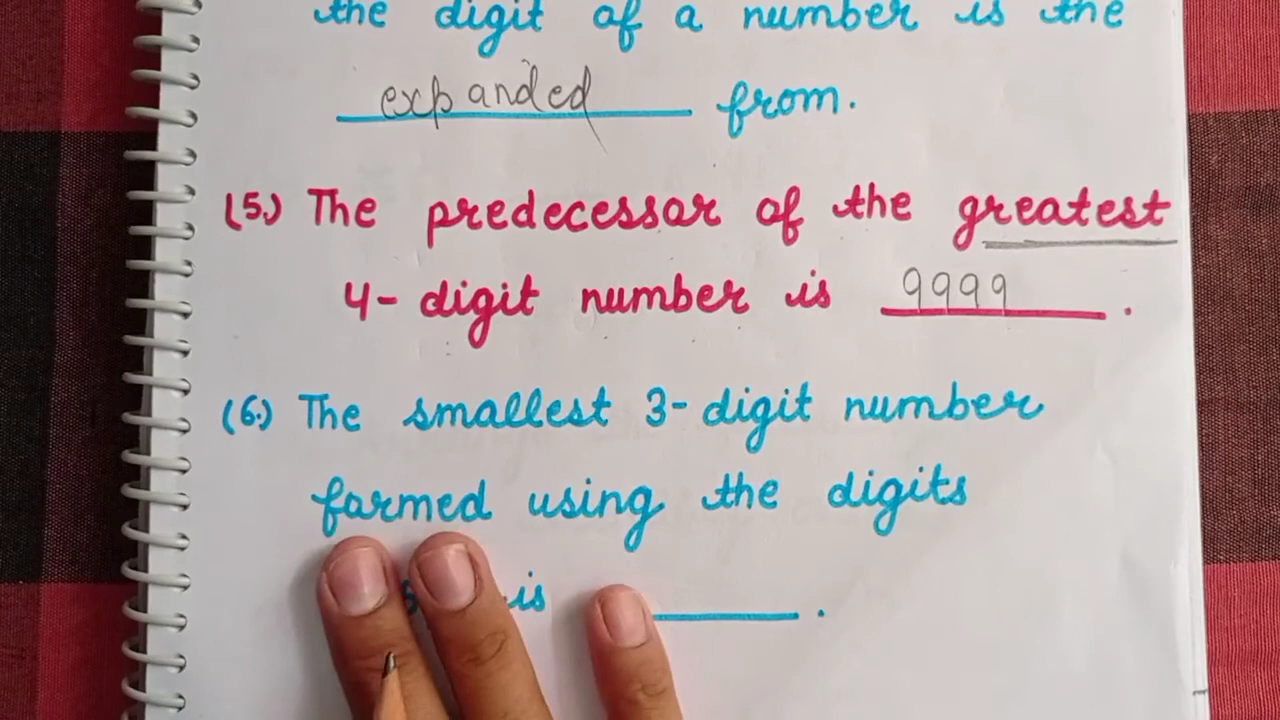 the digit of a number is the
expanded from.
(5.) The predecessor of the greatest
4- digit number is 9999 .
(6.) The smallest 3-digit number
formed using the digits
is .